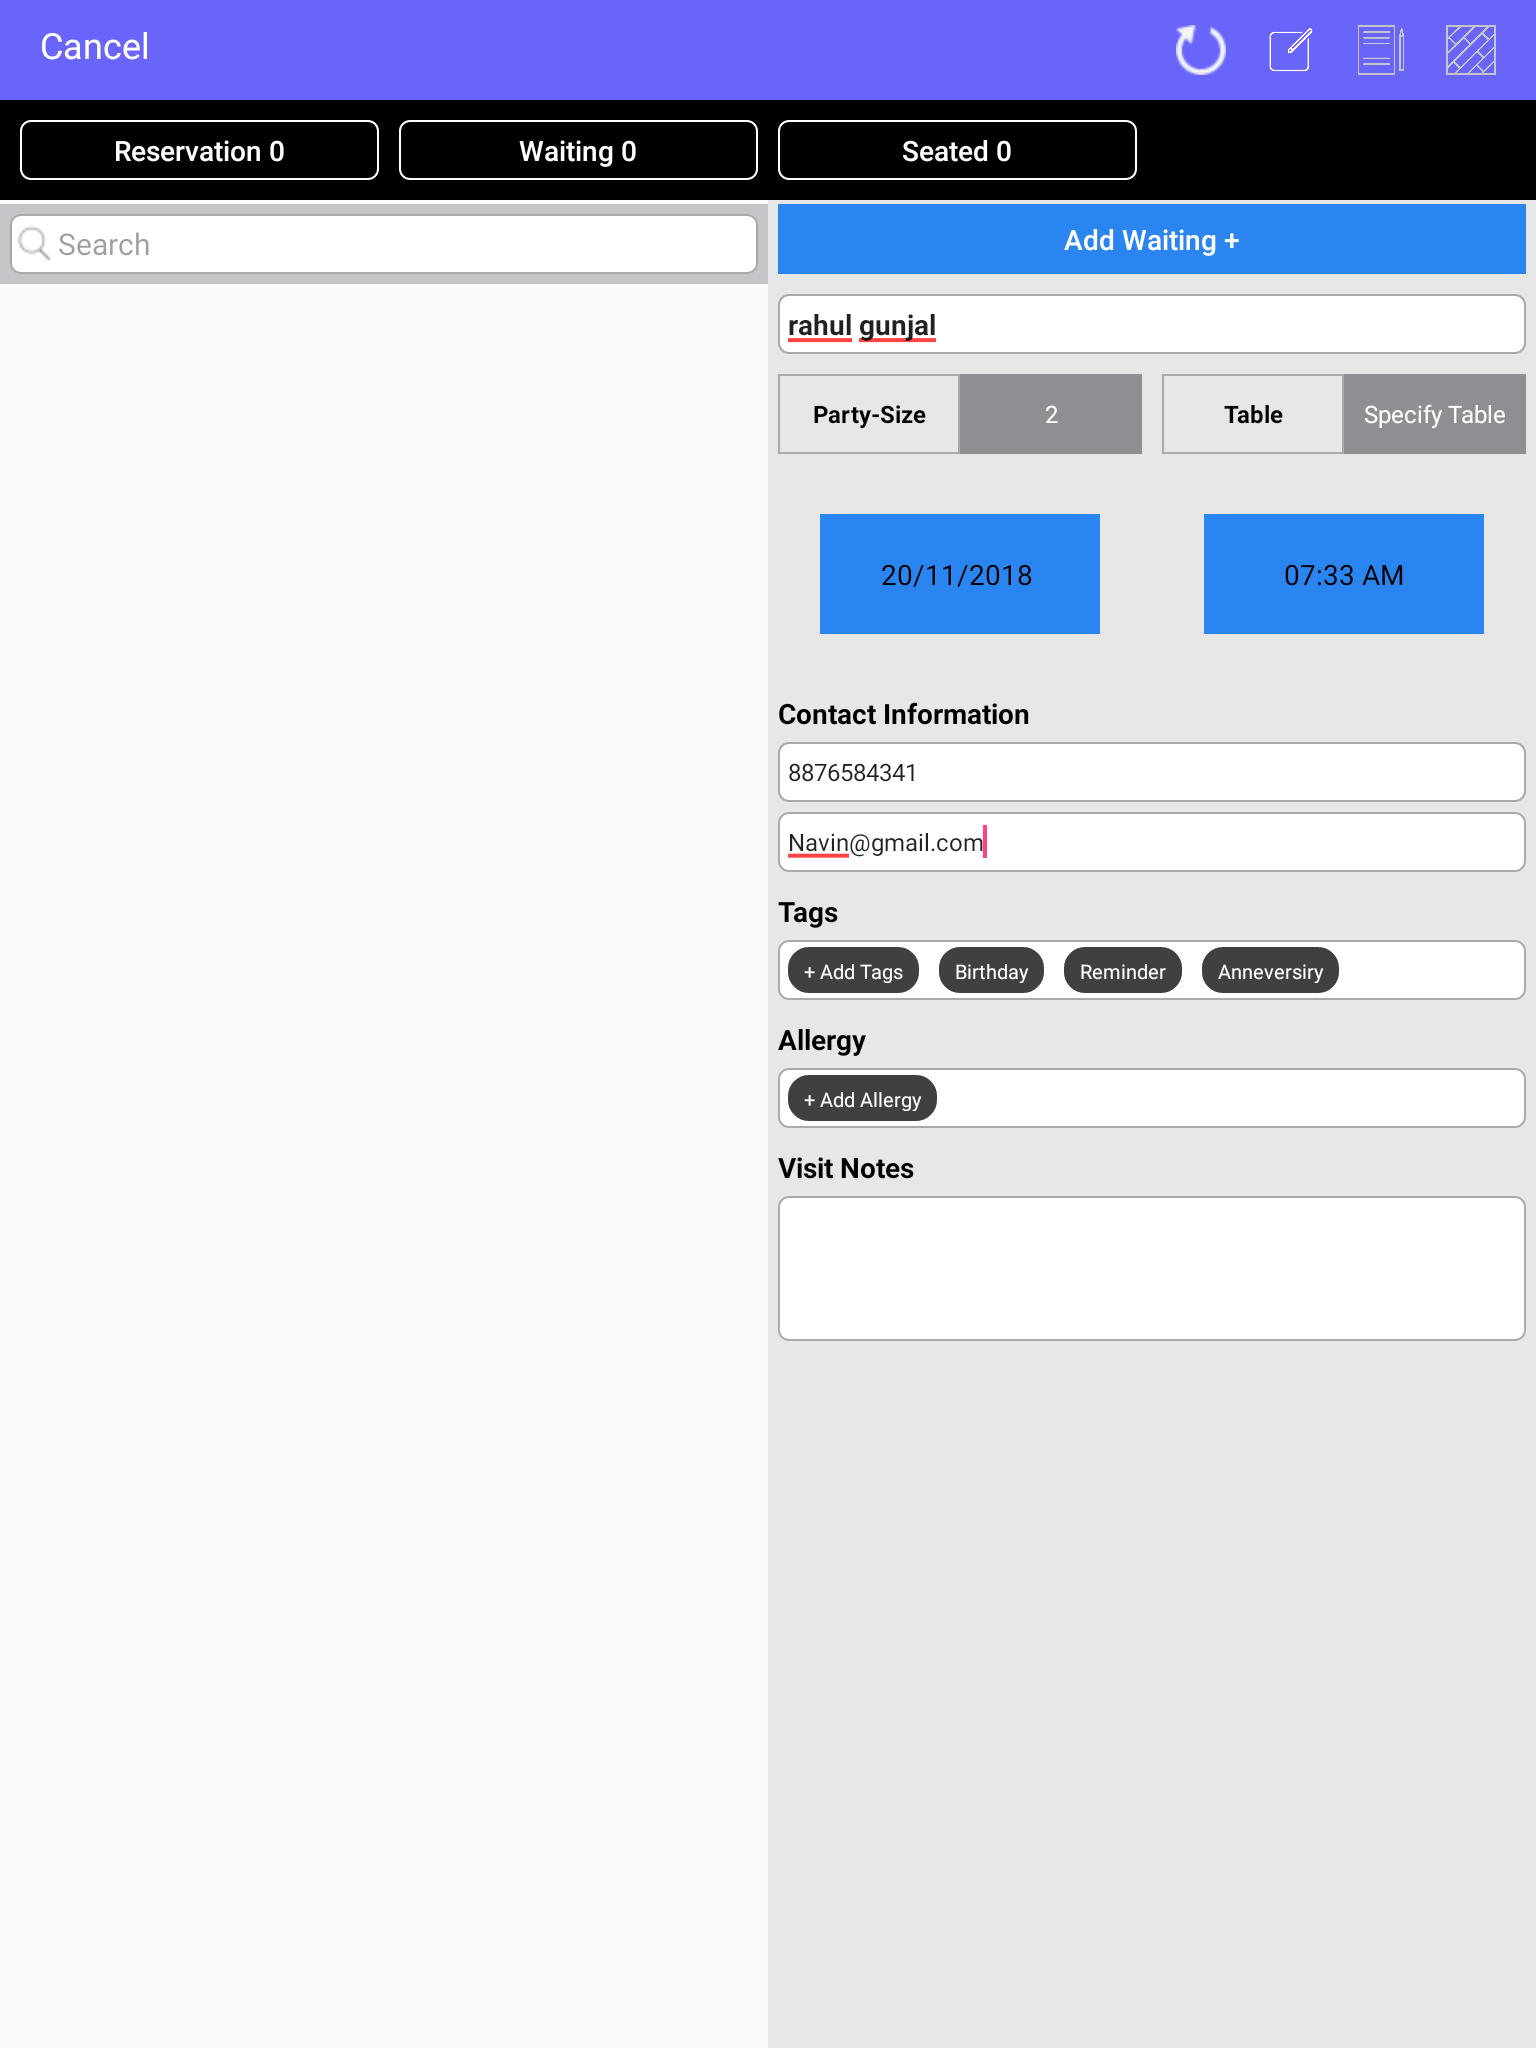 Cancel
Reservation 0
Waiting 0
Seated 0
Search
Add Waiting +
rahul gunjal
Party-Size
2
Table
Specify Table
20/11/2018
07:33 AM
Contact Information
8876584341
Navin@gmail.com
Tags
+ Add Tags
Birthday
Reminder
Anneversiry
Allergy
+ Add Allergy
Visit Notes